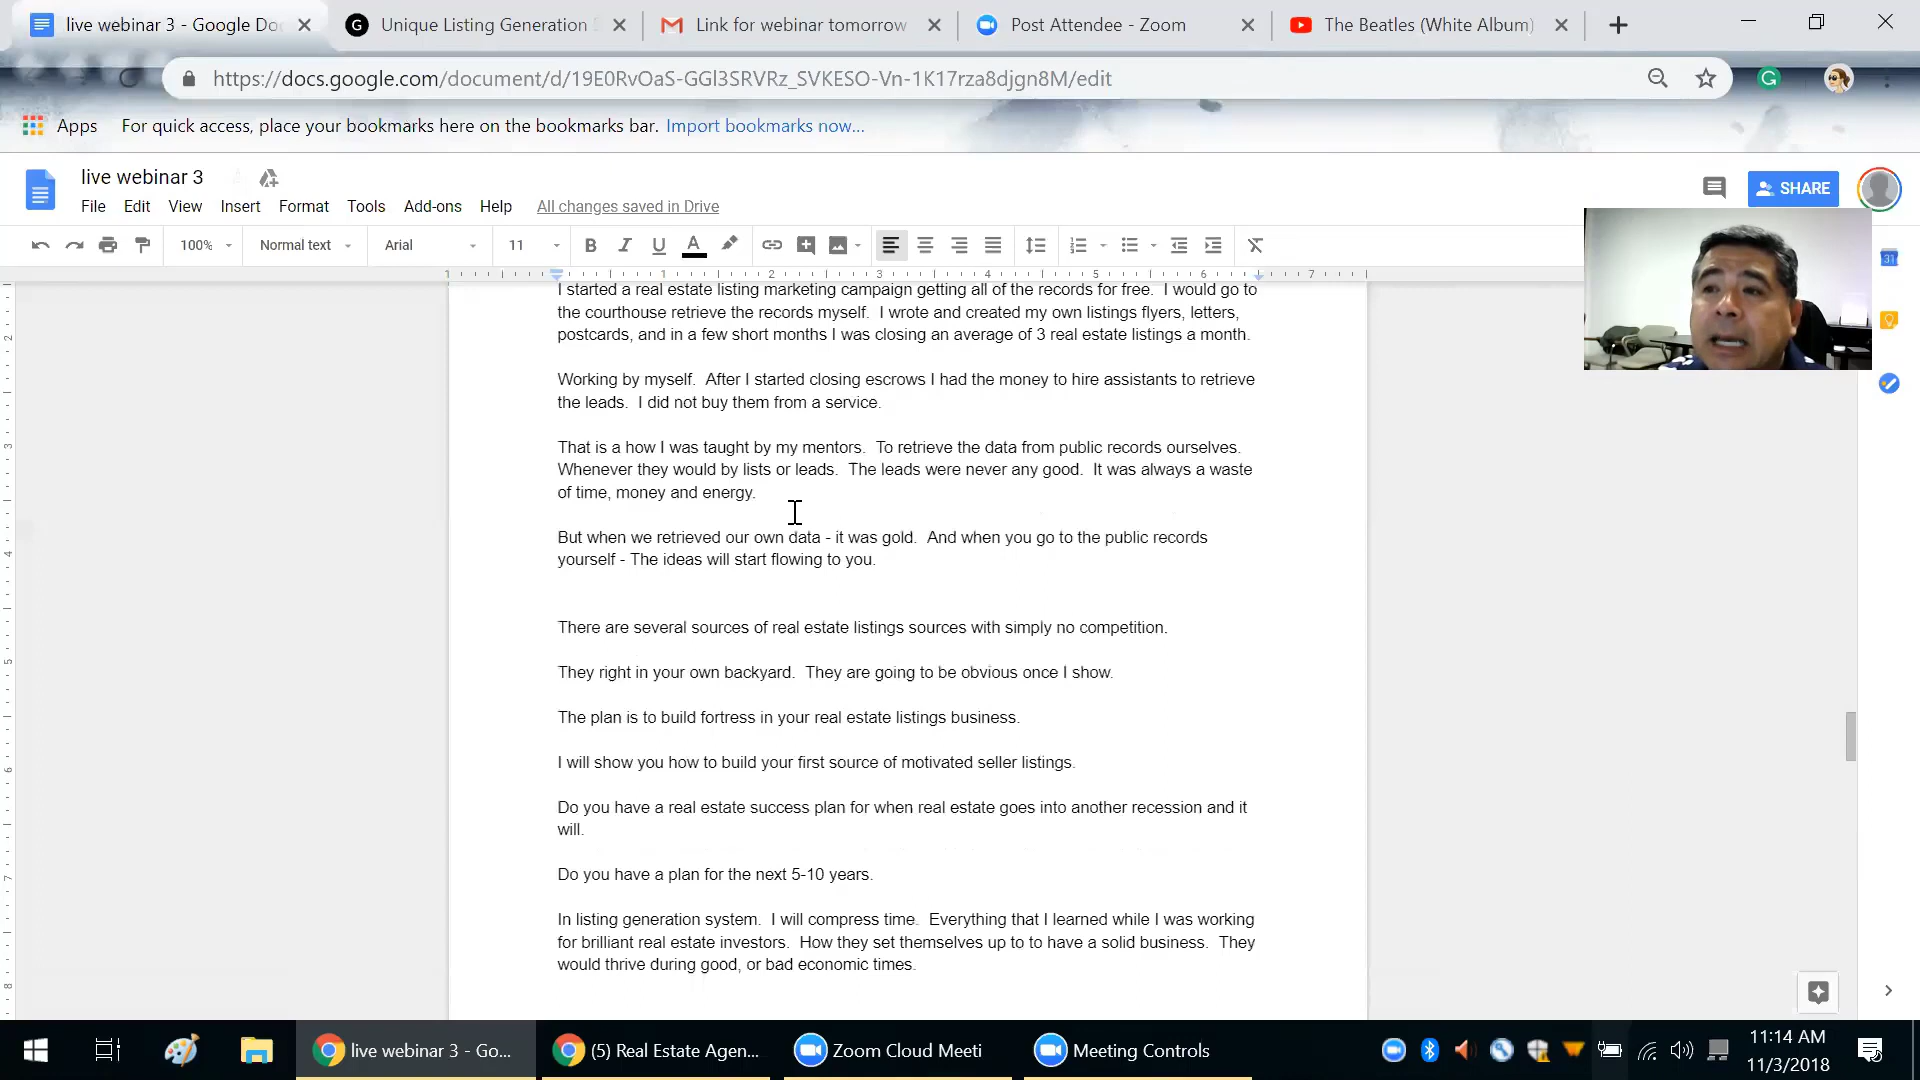 live webinar 3 - Google Do
Unique Listing Generation
Link for webinar tomorrow
Post Attendee - Zoom
The Beatles (White Album)
https://docs.google.com/document/d/19E0RvOaS-GGl3SRVRz_SVKESO-Vn-1K17rza8djgn8M/edit
Apps
For quick access, place your bookmarks here on the bookmarks bar. Import bookmarks now...
live webinar 3
SHARE
File Edit View Insert Format Tools Add-ons Help All changes saved in Drive
100% Normal text Arial 11 B I U A
1 1 2 3 4 5 6 7
I started a real estate listing marketing campaign getting all of the records for free. I would go to
the courthouse retrieve the records myself. I wrote and created my own listings flyers, letters,
postcards, and in a few short months I was closing an average of 3 real estate listings a month.
Working by myself. After I started closing escrows I had the money to hire assistants to retrieve
the leads. I did not buy them from a service.
That is a how I was taught by my mentors. To retrieve the data from public records ourselves.
Whenever they would by lists or leads. The leads were never any good. It was always a waste
of time, money and energy.
But when we retrieved our own data - it was gold. And when you go to the public records
yourself - The ideas will start flowing to you.
There are several sources of real estate listings sources with simply no competition.
They right in your own backyard. They are going to be obvious once I show.
The plan is to build fortress in your real estate listings business.
I will show you how to build your first source of motivated seller listings.
Do you have a real estate success plan for when real estate goes into another recession and it
will.
Do you have a plan for the next 5-10 years.
In listing generation system. I will compress time. Everything that I learned while I was working
for brilliant real estate investors. How they set themselves up to to have a solid business. They
would thrive during good, or bad economic times.
2
3
4
5
6
7
8
31
live webinar 3 - Go...
(5) Real Estate Agen...
Zoom Cloud Meeti
Meeting Controls
11:14 AM
11/3/2018